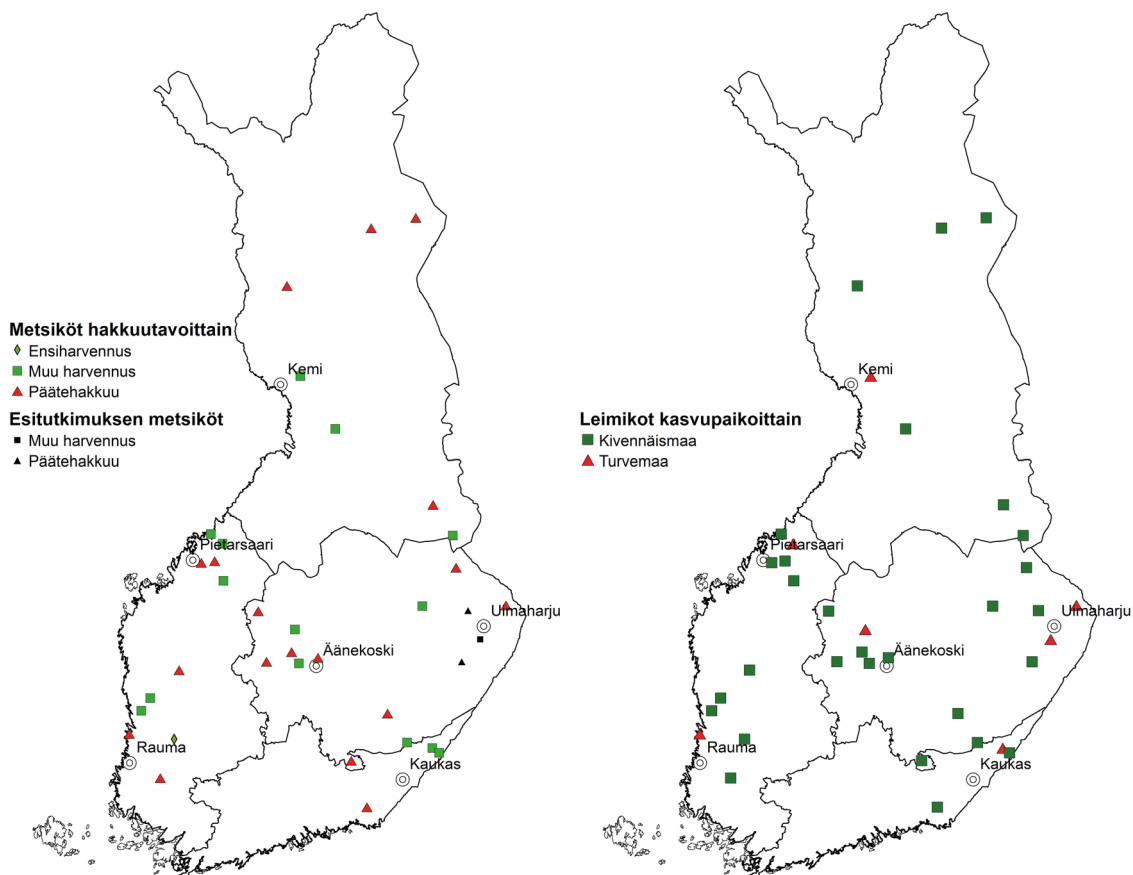 Kemi
Metsiköt hakkuutavoittain
Ensiharvennus
Muu harvennus
Päätehakkuu
Esitutkimuksen metsiköt
Muu harvennus
Päätehakkuu
Pietarsaari
Uimaharju
Äänekoski
Rauma
Kaukas
Kemi
Leimikot kasvupaikoittain
Kivennäismaa
Turvemaa
Pietarsaari
Uimaharju
Äänekoski
Rauma
Kaukas